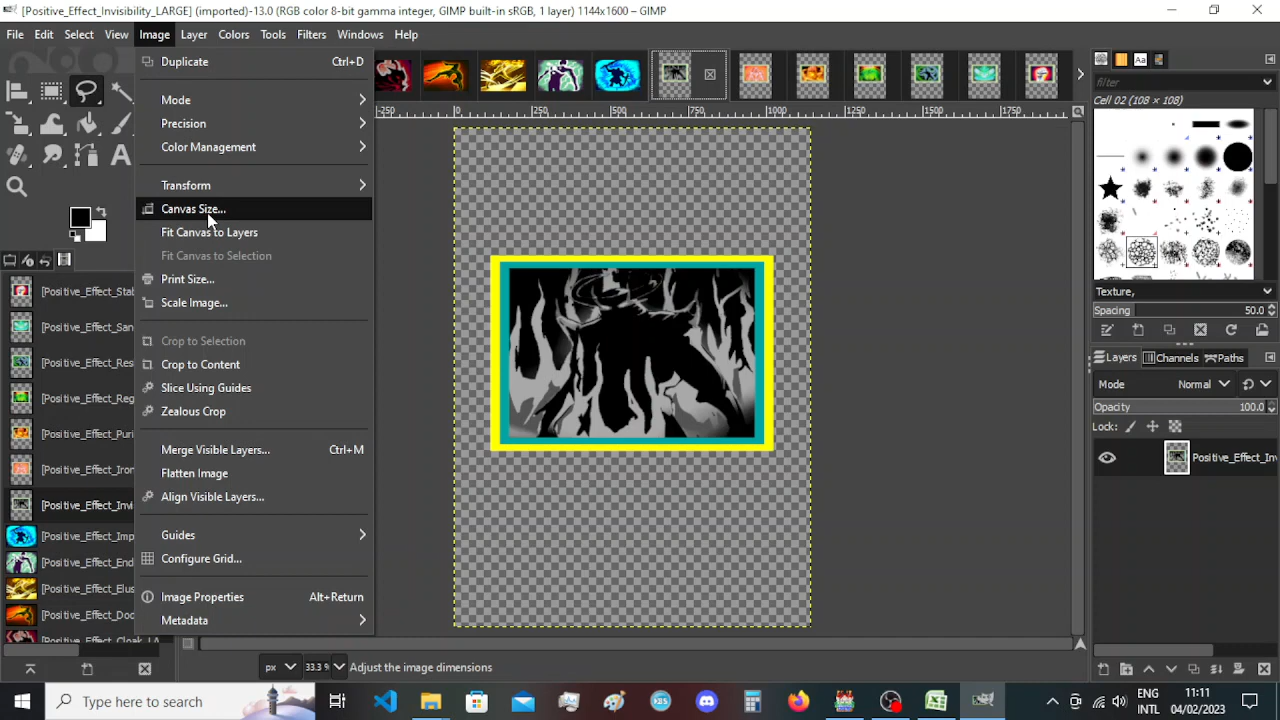 [Positive_Effect_Invisibility_LARGE] (imported)-13.0 (RGB color 8-bit gamma integer, GIMP built-in sRGB, 1 layer) 1144x1600 – GIMP
File Edit Select View Image Layer Colors Tools Filters Windows Help
Duplicate Ctrl+D
Mode
Precision
Color Management
Transform
Canvas Size...
Fit Canvas to Layers
Fit Canvas to Selection
Print Size...
Scale Image...
Crop to Selection
Crop to Content
Slice Using Guides
Zealous Crop
Merge Visible Layers... Ctrl+M
Flatten Image
Align Visible Layers...
Guides
Configure Grid...
Image Properties Alt+Return
Metadata
[Positive_Effect_Stab
[Positive_Effect_San
[Positive_Effect_Res
[Positive_Effect_Reg
[Positive_Effect_Puri
[Positive_Effect_Iron
[Positive_Effect_Invi
[Positive_Effect_Imp
[Positive_Effect_End
[Positive_Effect_Elus
[Positive_Effect_Doc
[Positive_Effect_Cloak_LA
-250 0 250 500 750 1000 1250 1500 1750
px 33.3 % Adjust the image dimensions
filter
Cell 02 (108 × 108)
Texture,
Spacing 50.0
Layers Channels Paths
Mode Normal
Opacity 100.0
Lock:
Positive_Effect_Inv
Type here to search
ENG
INTL
11:11
04/02/2023